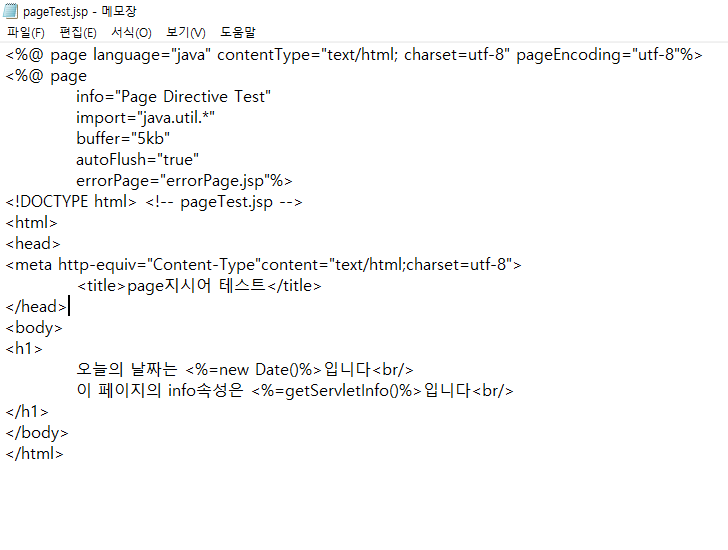 pageTest.jsp - 메모장
파일(F) 편집(E) 서식(O) 보기(V) 도움말
<%@ page language="java" contentType="text/html; charset=utf-8" pageEncoding="utf-8"%>
<%@ page
info="Page Directive Test"
import="java.util.*"
buffer="5kb"
autoFlush="true"
errorPage="errorPage.jsp"%>
<!DOCTYPE html> <!-- pageTest.jsp -->
<html>
<head>
<meta http-equiv="Content-Type"content="text/html;charset=utf-8">
<title>page지시어 테스트</title>
</head>
<body>
<h1>
오늘의 날짜는 <%=new Date()%>입니다<br/>
이 페이지의 info속성은 <%=getServletInfo()%>입니다<br/>
</h1>
</body>
</html>